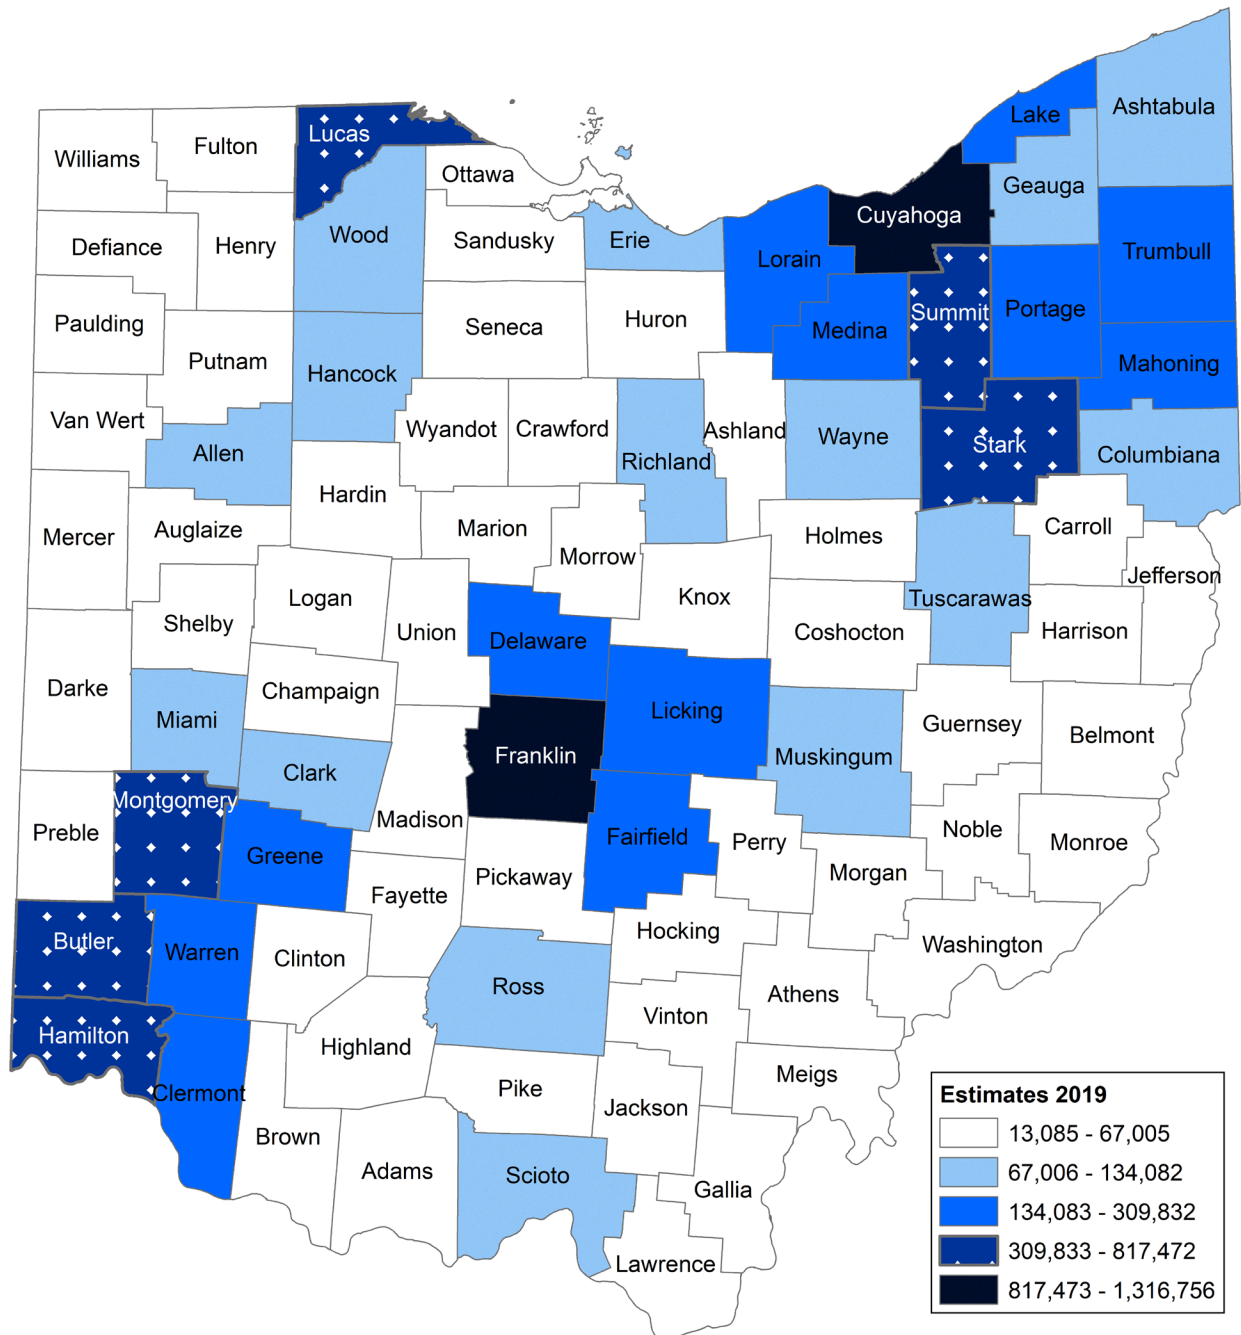 Ashtabula
Lake
Lucas
Fulton
Williams
Ottawa
Geauga
Cuyahoga
Wood
Erie
Sandusky
Henry
Defiance
Trumbull
Lorain
Portage
Summit
Huron
Seneca
Paulding
Medina
Putnam
Mahoning
Hancock
Van Wert
Wyandot
Crawford
Ashland
Wayne
Stark
Allen
Columbiana
Richland
Hardin
Carroll
Marion
Auglaize
Holmes
Mercer
Morrow
Jefferson
Logan
Knox
Tuscarawas
Shelby
Union
Coshocton
Harrison
Delaware
Darke
Champaign
Licking
Miami
Guernsey
Belmont
Franklin
Muskingum
Clark
Montgomery
Madison
Noble
Preble
Fairfield
Perry
Monroe
Greene
Morgan
Pickaway
Fayette
Hocking
Butler
Washington
Warren
Clinton
Ross
Athens
Vinton
Hamilton
Highland
Meigs
Pike
Clermont
Jackson
Brown
Adams
Scioto
Gallia
Lawrence
Estimates 2019
13,085 - 67,005
67,006 - 134,082
134,083 - 309,832
309,833 - 817,472
817,473 - 1,316,756